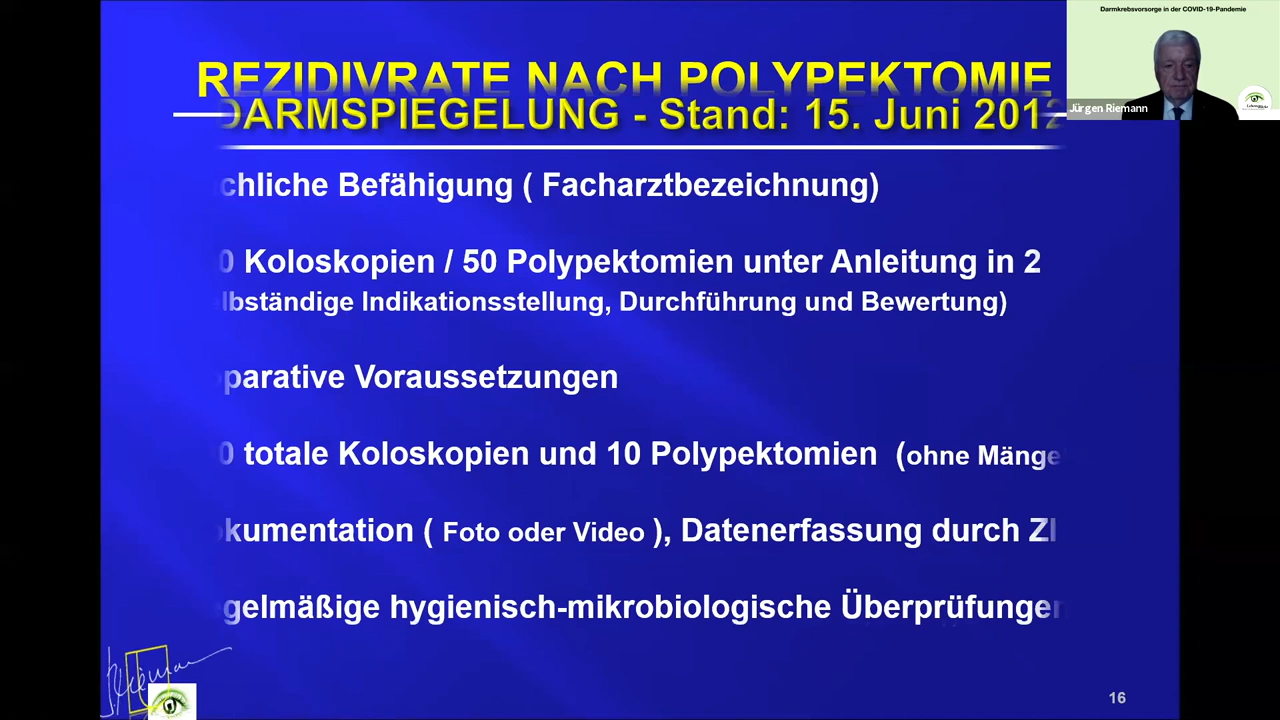 Darmkrebsvorsorge in der COVID-19-Pandemie
Jürgen Riemann
REZIDIVRATE NACH POLYPEKTOMIE
DARMSPIEGELUNG - Stand: 15. Juni 2012
chliche Befähigung ( Facharztbezeichnung)
0 Koloskopien / 50 Polypektomien unter Anleitung in 2
lbständige Indikationsstellung, Durchführung und Bewertung)
parative Voraussetzungen
0 totale Koloskopien und 10 Polypektomien (ohne Mänge
okumentation ( Foto oder Video ), Datenerfassung durch ZI
egelmäßige hygienisch-mikrobiologische Überprüfungen
16